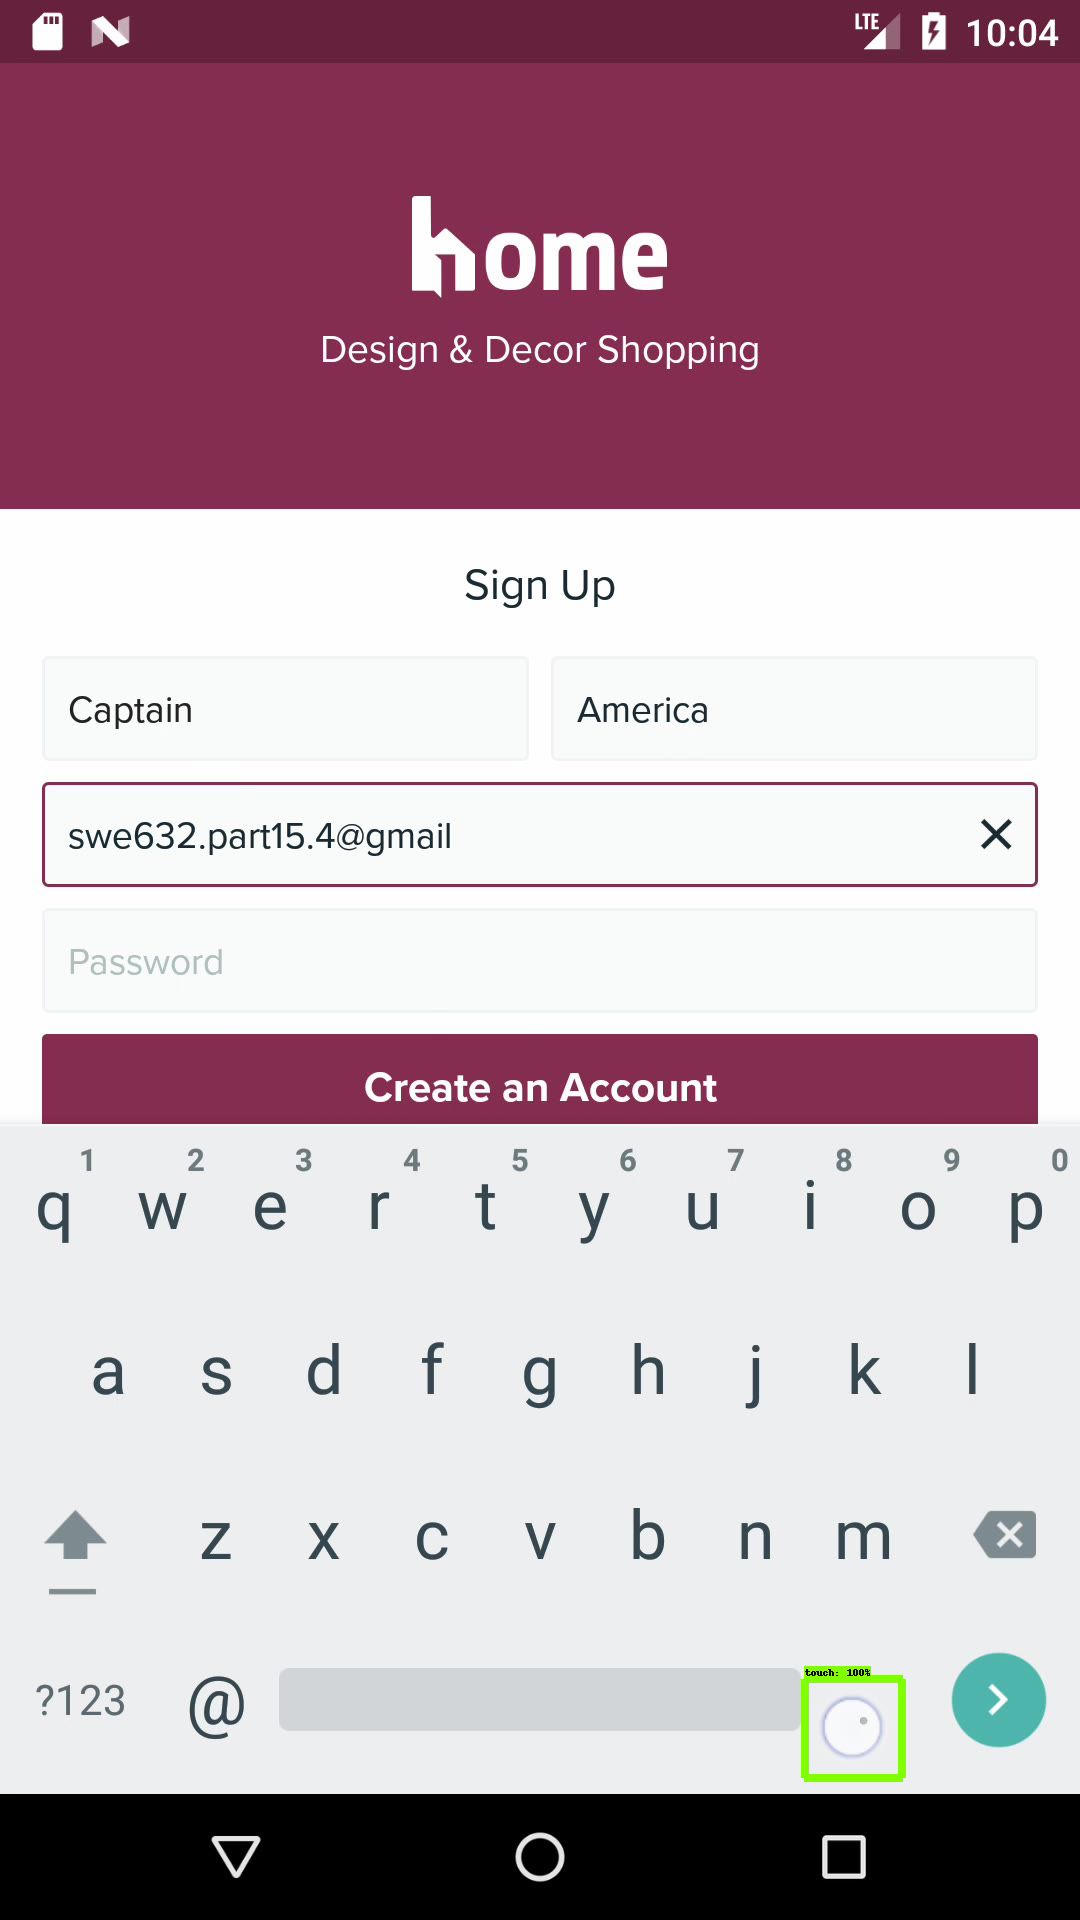 LTE 10:04
home
Design & Decor Shopping
Sign Up
Captain America
swe632.part15.4@gmail
Password
Create an Account
1 2 3 4 5 6 7 8 9 0
q w e r t y u i o p
a s d f g h j k l
z x c v b n m
touch: 100%
?123 @ .